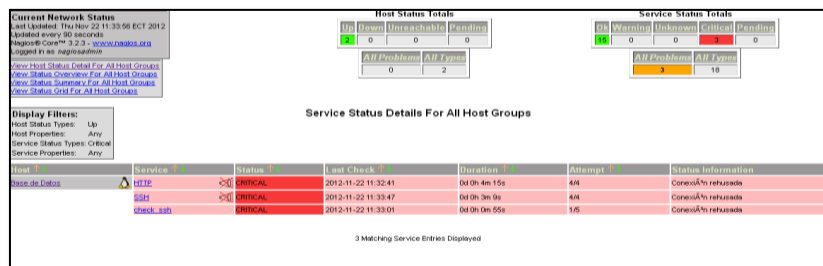 Current Network Status
Last Updated: Thu Nov 22 11:33:56 ECT 2012
Updated every 90 seconds
Nagios® Core™ 3.2.3 - www.nagios.org
Logged in as nagiosadmin
View Host Status Detail For All Host Groups
View Status Overview For All Host Groups
View Status Summary For All Host Groups
View Status Grid For All Host Groups
Host Status Totals
Up Down Unreachable Pending
2 0 0 0
All Problems All Types
0 2
Service Status Totals
Ok Warning Unknown Critical Pending
15 0 0 3 0
All Problems All Types
3 18
Display Filters:
Host Status Types: Up
Host Properties: Any
Service Status Types: Critical
Service Properties: Any
Service Status Details For All Host Groups
Host Service Status Last Check Duration Attempt Status Information
Base de Datos HTTP CRITICAL 2012-11-22 11:32:41 0d 0h 4m 15s 4/4 ConexiÃ³n rehusada
SSH CRITICAL 2012-11-22 11:33:47 0d 0h 3m 9s 4/4 ConexiÃ³n rehusada
check_ssh CRITICAL 2012-11-22 11:33:01 0d 0h 0m 55s 1/5 ConexiÃ³n rehusada
3 Matching Service Entries Displayed